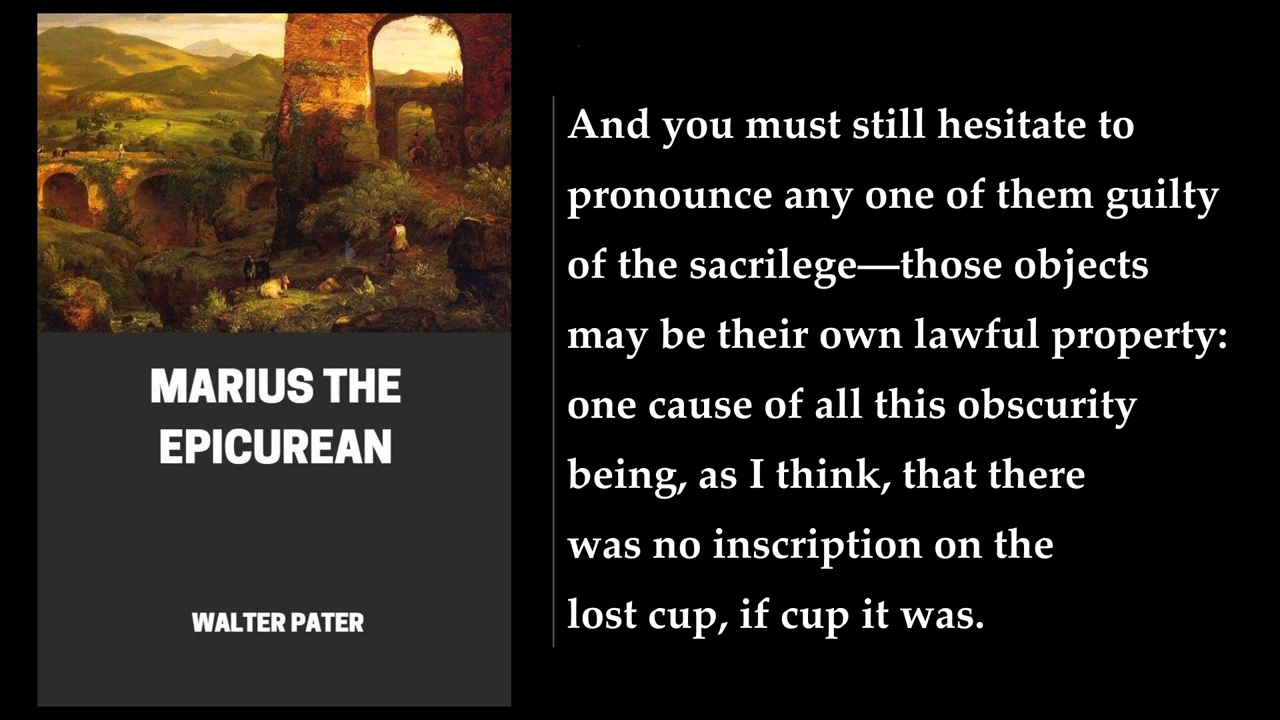 MARIUS THE
EPICUREAN
WALTER PATER
And you must still hesitate to
pronounce any one of them guilty
of the sacrilege—those objects
may be their own lawful property:
one cause of all this obscurity
being, as I think, that there
was no inscription on the
lost cup, if cup it was.